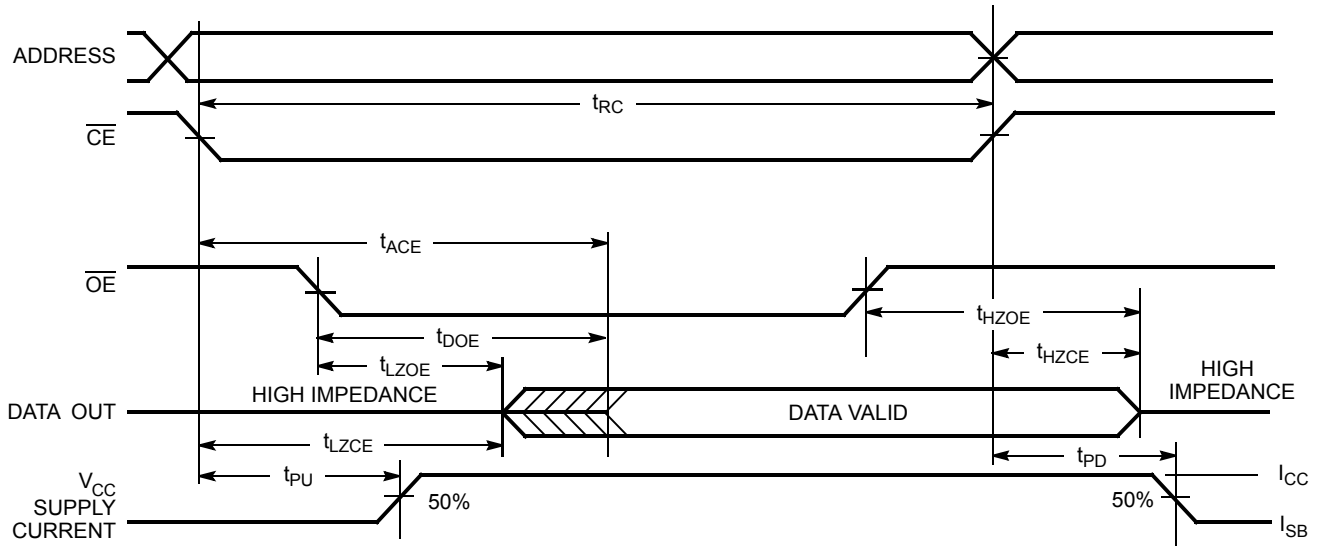 ADDRESS
tRC
CE
tACE
OE
tHZOE
tDOE
tHZCE
tLZOE
HIGH IMPEDANCE
HIGH
IMPEDANCE
DATA OUT
DATA VALID
tLZCE
tPU
tPD
VCC
SUPPLY
CURRENT
50%
50%
ICC
ISB